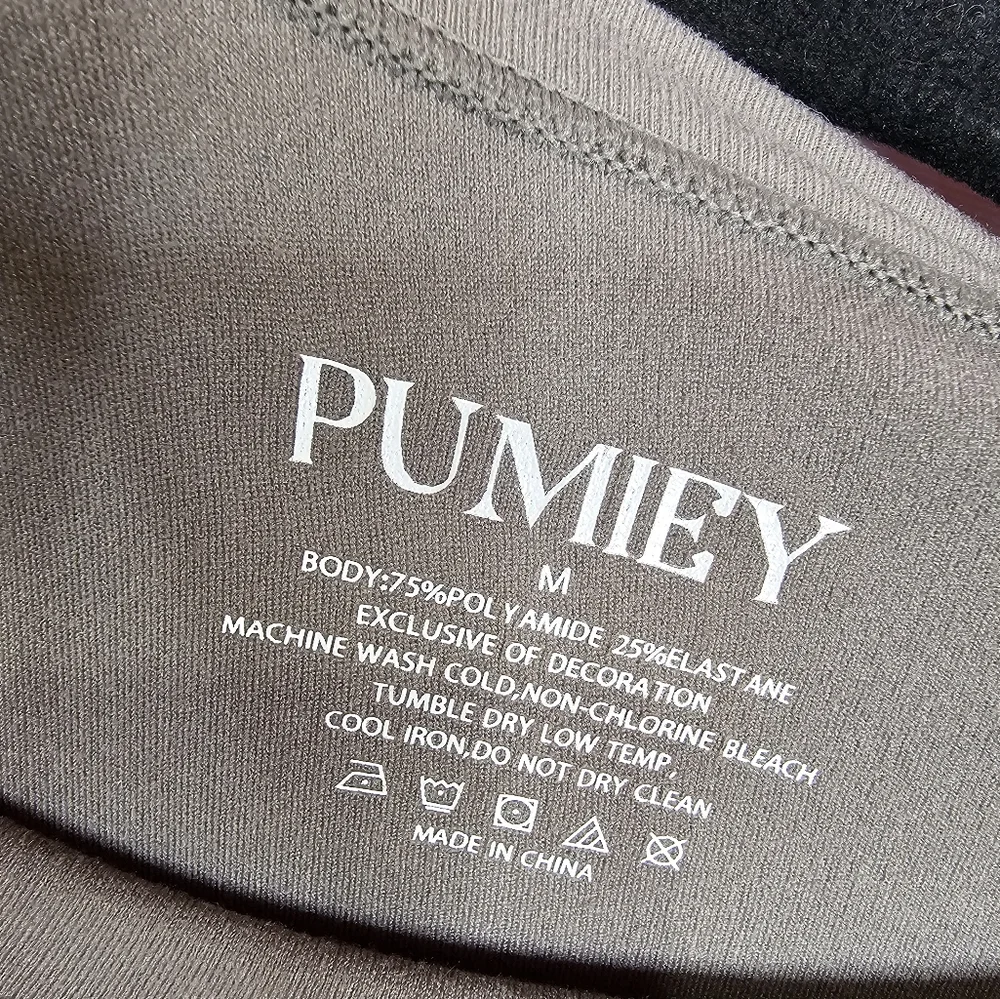 PUMIEY
M
BODY:75%POLYAMIDE 25%ELASTANE
EXCLUSIVE OF DECORATION
MACHINE WASH COLD,NON-CHLORINE BLEACH
TUMBLE DRY LOW TEMP,
COOL IRON,DO NOT DRY CLEAN
MADE IN CHINA